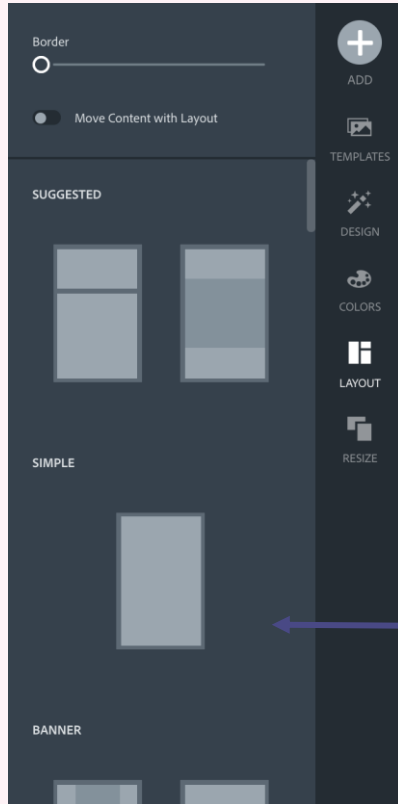 Border
Move Content with Layout
SUGGESTED
SIMPLE
BANNER
ADD
TEMPLATES
DESIGN
COLORS
LAYOUT
RESIZE